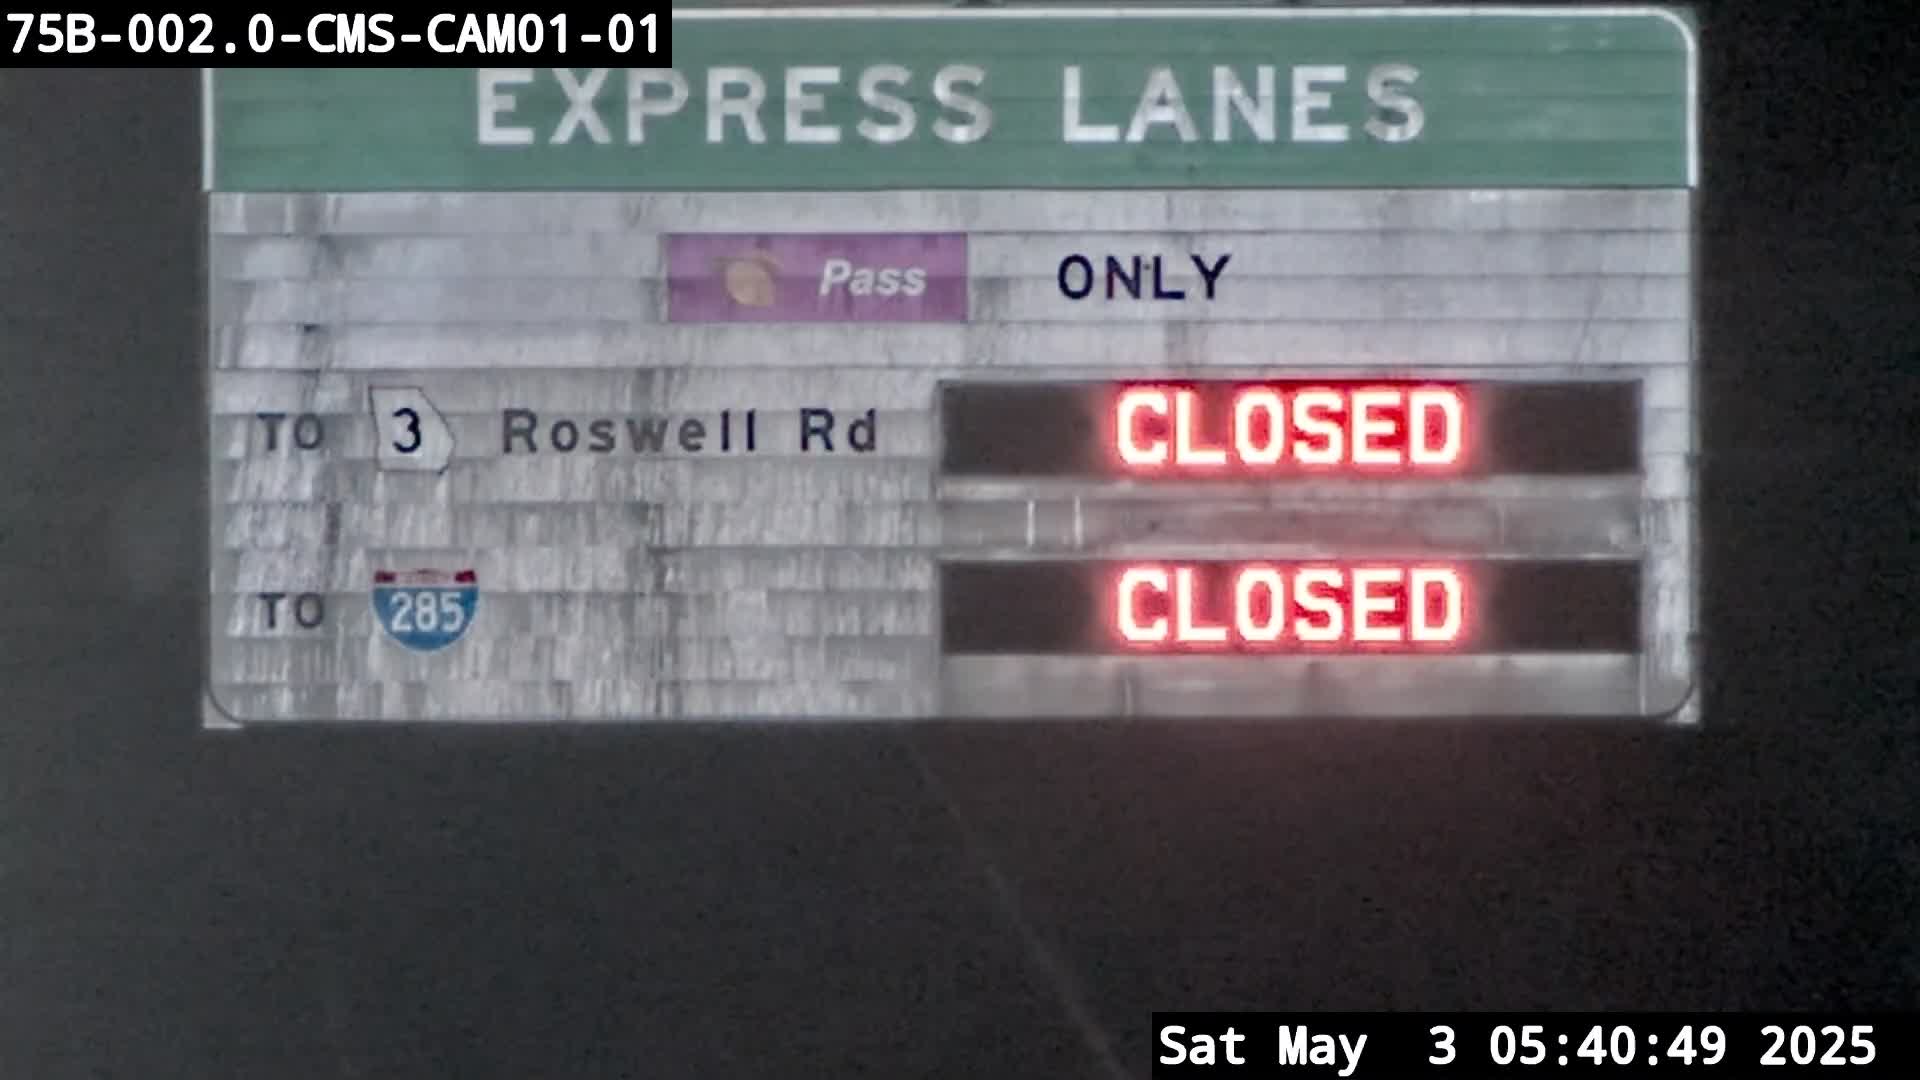 75B-002.0-CMS-CAM01-01
EXPRESS LANES
Pass ONLY
TO 3 Roswell Rd CLOSED
TO 285 CLOSED
Sat May 3 05:40:49 2025